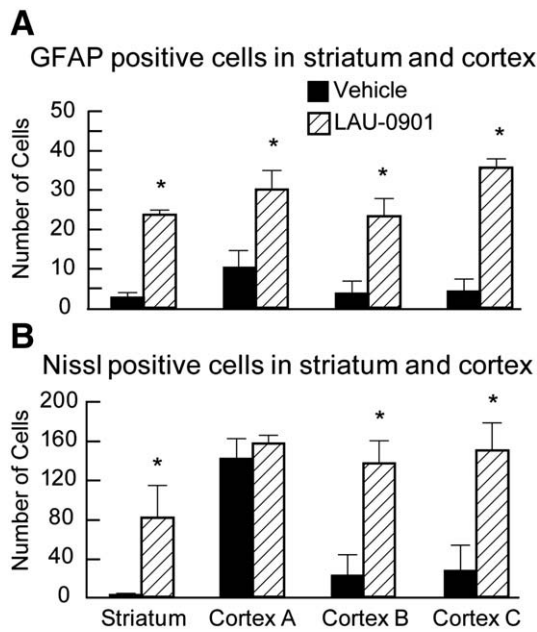 A
GFAP positive cells in striatum and cortex
Vehicle
LAU-0901
Number of Cells
50
40
30
20
10
0
*
*
*
*
B
Nissl positive cells in striatum and cortex
Number of Cells
200
160
120
80
40
0
*
*
*
Striatum Cortex A Cortex B Cortex C